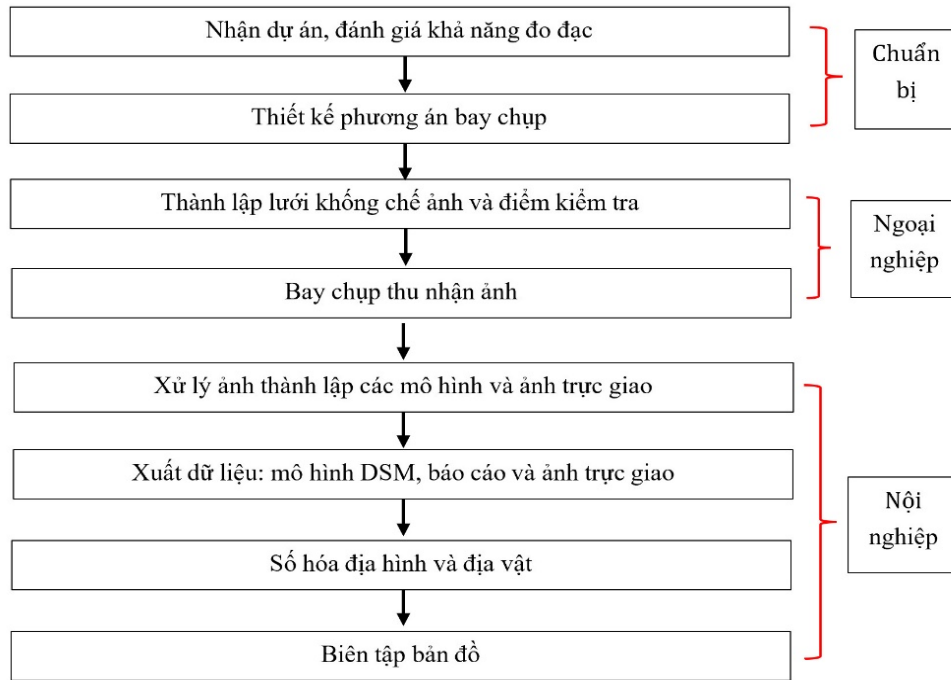 Nhận dự án, đánh giá khả năng đo đạc
Chuẩn
bị
Thiết kế phương án bay chụp
Thành lập lưới khống chế ảnh và điểm kiểm tra
Ngoại
nghiệp
Bay chụp thu nhận ảnh
Xử lý ảnh thành lập các mô hình và ảnh trực giao
Xuất dữ liệu: mô hình DSM, báo cáo và ảnh trực giao
Nội
nghiệp
Số hóa địa hình và địa vật
Biên tập bản đồ